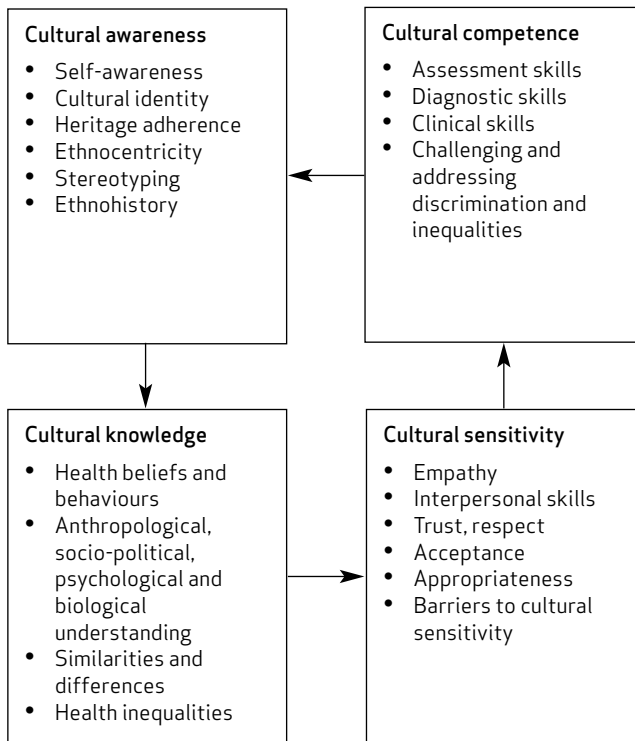 Cultural awareness
• Self-awareness
• Cultural identity
• Heritage adherence
• Ethnocentricity
• Stereotyping
• Ethnohistory
Cultural competence
• Assessment skills
• Diagnostic skills
• Clinical skills
• Challenging and
addressing
discrimination and
inequalities
Cultural knowledge
• Health beliefs and
behaviours
• Anthropological,
socio-political,
psychological and
biological
understanding
• Similarities and
differences
• Health inequalities
Cultural sensitivity
• Empathy
• Interpersonal skills
• Trust, respect
• Acceptance
• Appropriateness
• Barriers to cultural
sensitivity